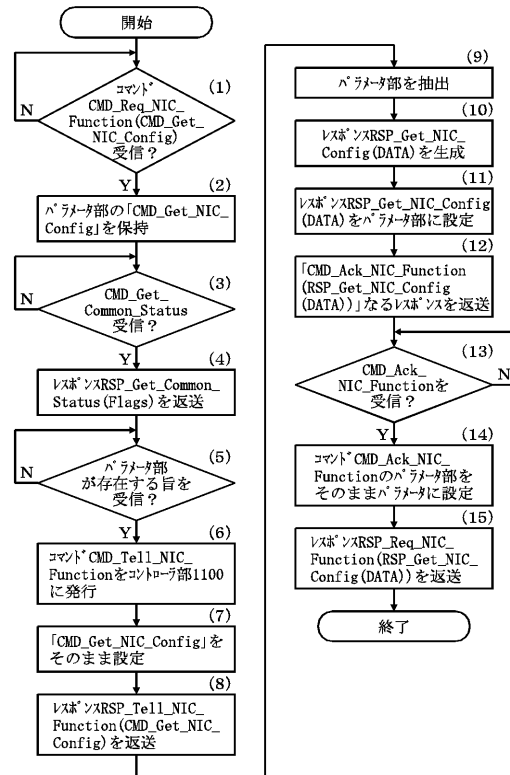 開始
(1)
コマンド
CMD_Req_NIC_
Function(CMD_Get_
NIC_Config)
受信?
N
Y
(2)
パラメータ部の「CMD_Get_NIC_
Config」を保持
(3)
CMD_Get_
Common_Status
受信?
N
Y
(4)
レスポンスRSP_Get_Common_
Status(Flags)を返送
(5)
パラメータ部
が存在する旨を
受信?
N
Y
(6)
コマンドCMD_Tell_NIC_
Functionをコントローラ部1100
に発行
(7)
「CMD_Get_NIC_Config」を
そのまま設定
(8)
レスポンスRSP_Tell_NIC_
Function(CMD_Get_NIC_
Config)を返送
(9)
パラメータ部を抽出
(10)
レスポンスRSP_Get_NIC_
Config(DATA)を生成
(11)
レスポンスRSP_Get_NIC_Config
(DATA)をパラメータ部に設定
(12)
「CMD_Ack_NIC_Function
(RSP_Get_NIC_Config
(DATA))」なるレスポンスを返送
(13)
CMD_Ack_
NIC_Functionを
受信?
N
Y
(14)
コマンドCMD_Ack_NIC_
Functionのパラメータ部を
そのままパラメータに設定
(15)
レスポンスRSP_Req_NIC_
Function(RSP_Get_NIC_
Config(DATA))を返送
終了